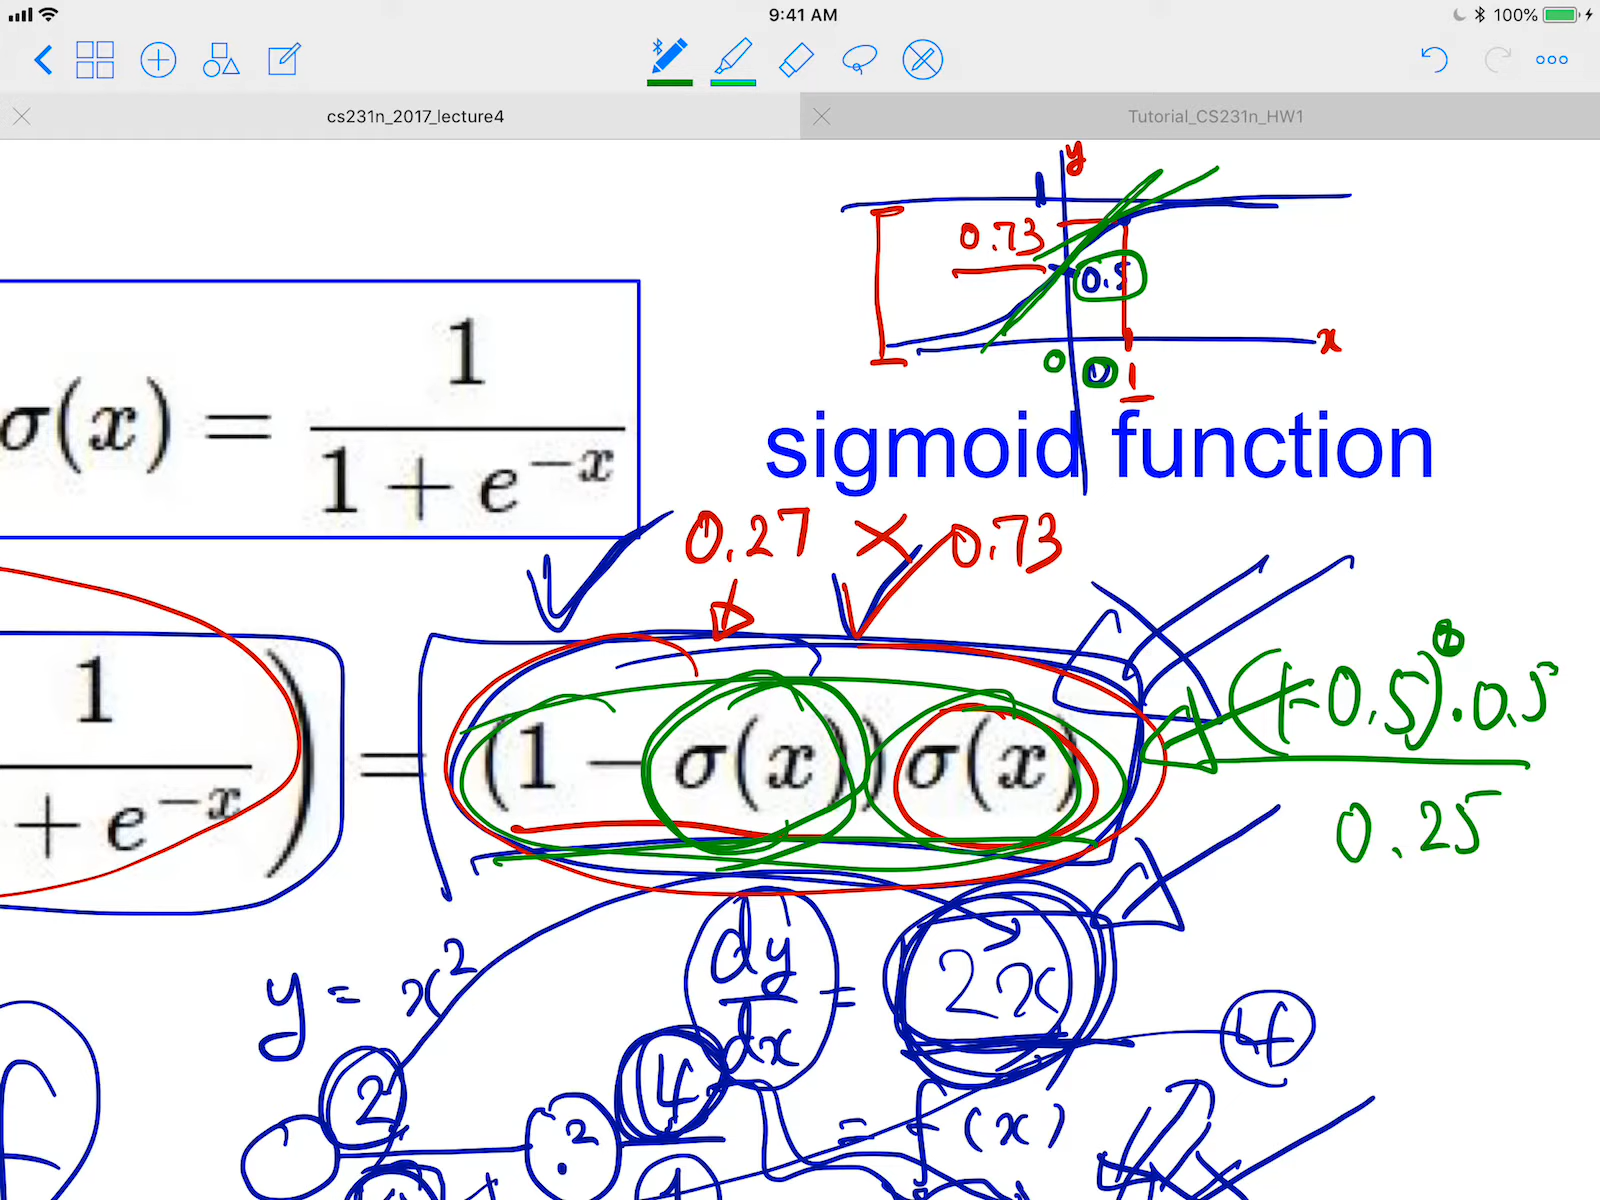 9:41 AM
100%
cs231n_2017_lecture4
Tutorial_CS231n_HW1
y
1
0.73
0.5
x
0 0 1
σ(x) = 1 / (1 + e^{-x})
sigmoid function
0.27 × 0.73
1 / + e^{-x} ) = (1 − σ(x))σ(x)
(1-0.5)·0.5
0.25
y = x²
dy/dx = 2x
4
2
4
2
= f(x)